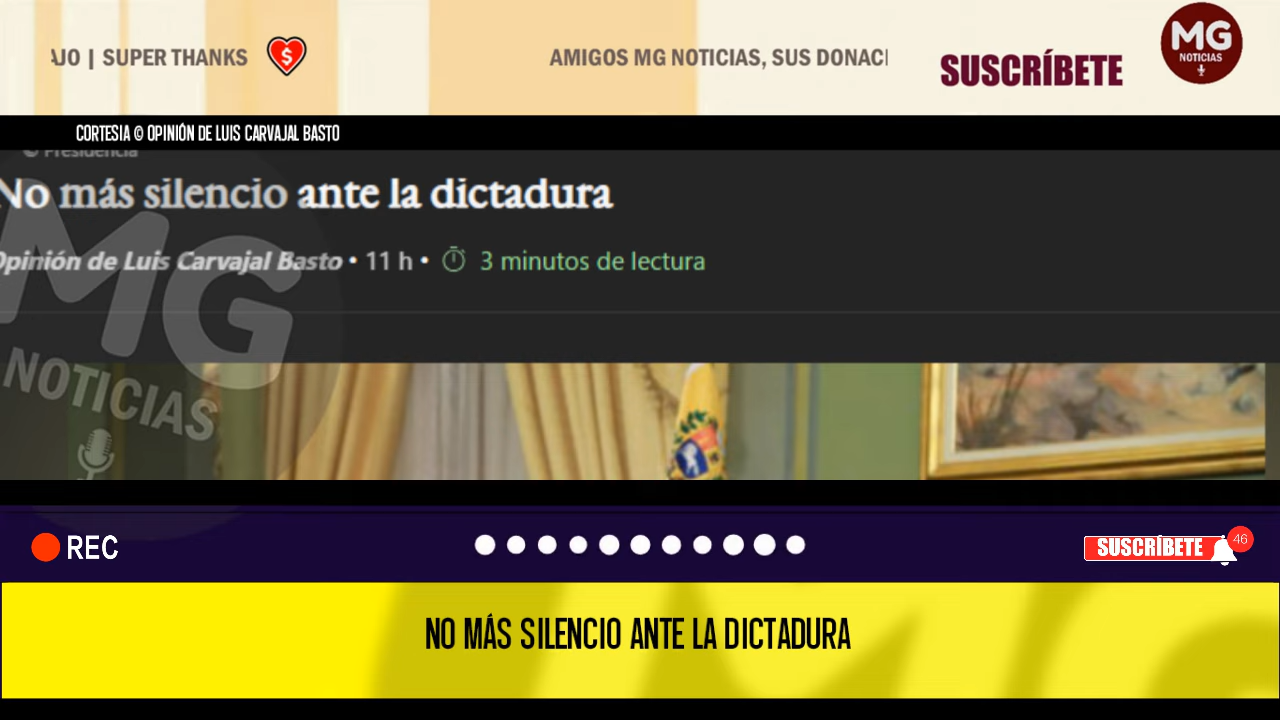 AJO | SUPER THANKS
$
AMIGOS MG NOTICIAS, SUS DONACI
SUSCRÍBETE
MG
NOTICIAS
CORTESIA © OPINIÓN DE LUIS CARVAJAL BASTO
© Presidencia
No más silencio ante la dictadura
Opinión de Luis Carvajal Basto • 11 h • 3 minutos de lectura
MG
NOTICIAS
REC
SUSCRÍBETE
46
NO MÁS SILENCIO ANTE LA DICTADURA